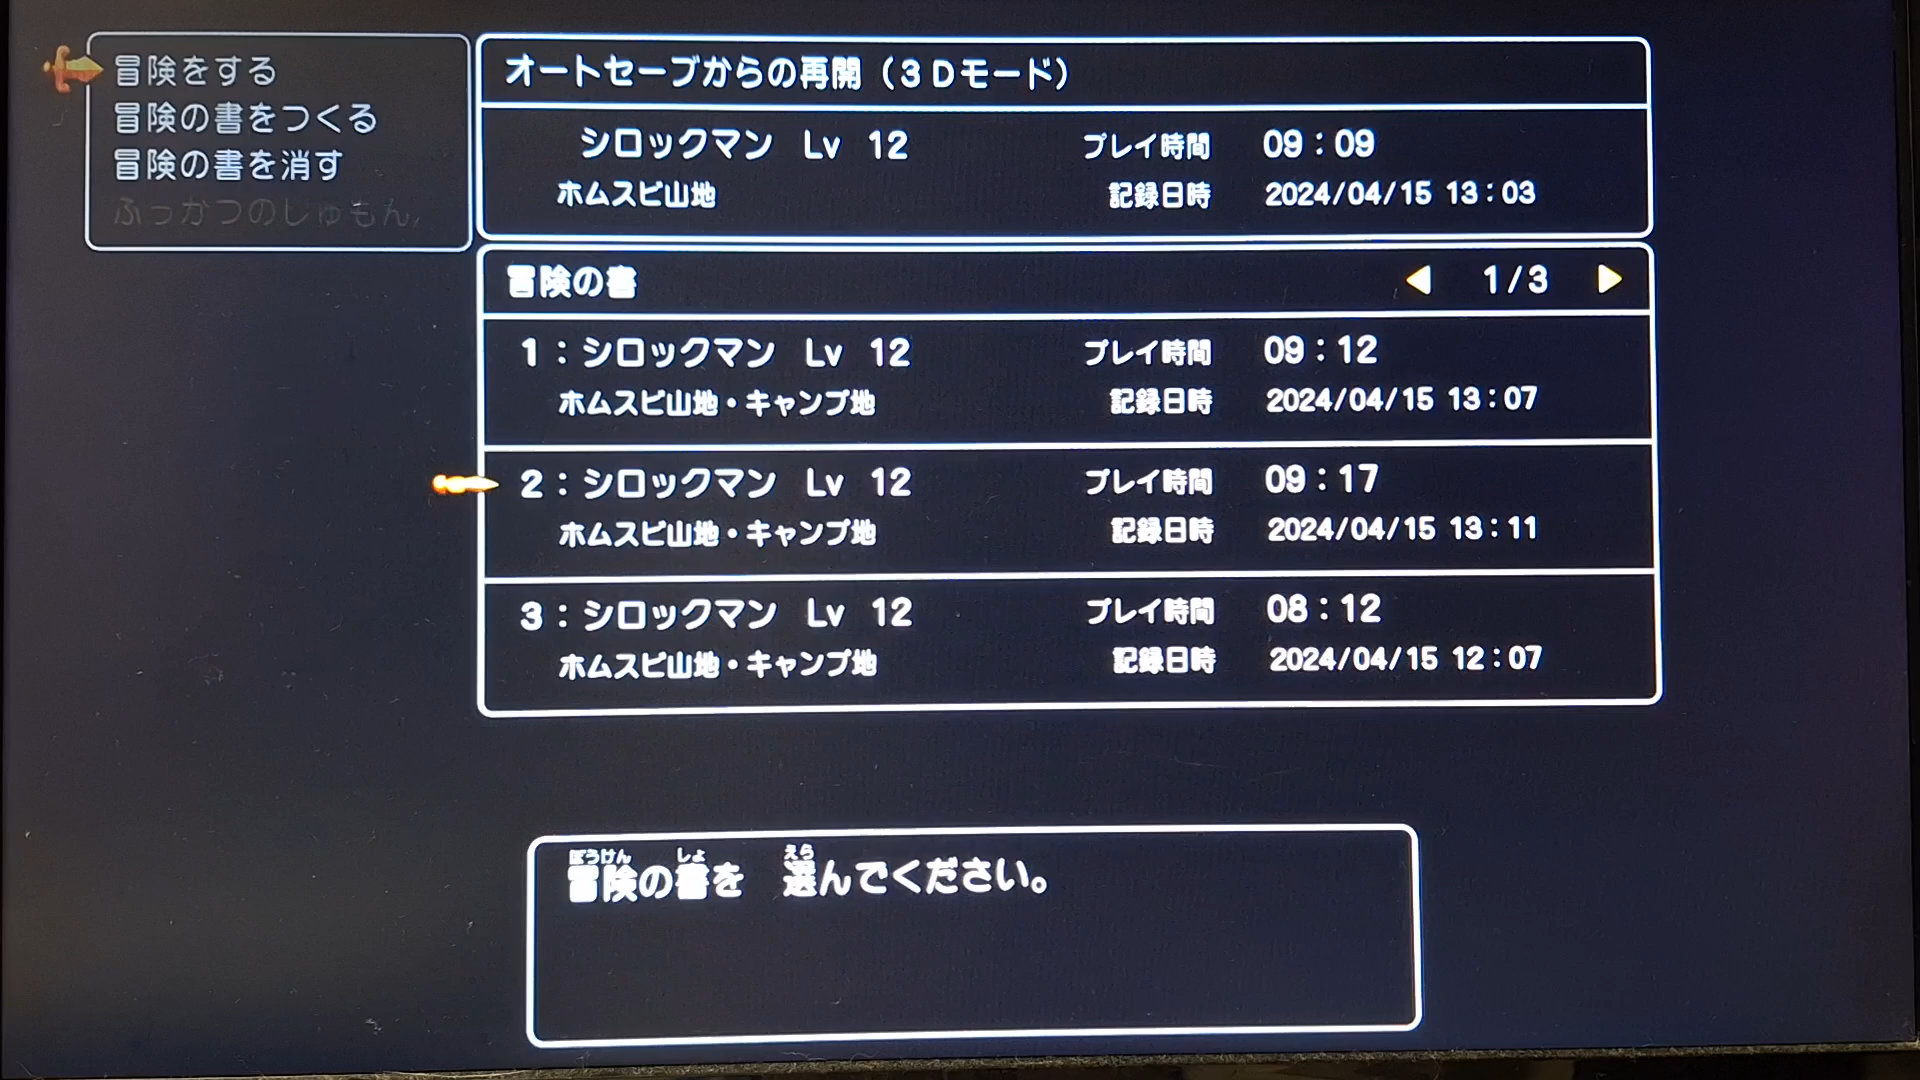 冒険をする
冒険の書をつくる
冒険の書を消す
ふっかつのじゅもん
オートセーブからの再開（３Ｄモード）
シロックマン Lv 12 プレイ時間 09：09
ホムスビ山地 記録日時 2024/04/15 13：03
冒険の書 1/3
1：シロックマン Lv 12 プレイ時間 09：12
ホムスビ山地・キャンプ地 記録日時 2024/04/15 13：07
2：シロックマン Lv 12 プレイ時間 09：17
ホムスビ山地・キャンプ地 記録日時 2024/04/15 13：11
3：シロックマン Lv 12 プレイ時間 08：12
ホムスビ山地・キャンプ地 記録日時 2024/04/15 12：07
ぼうけん しょ えら
冒険の書を 選んでください。